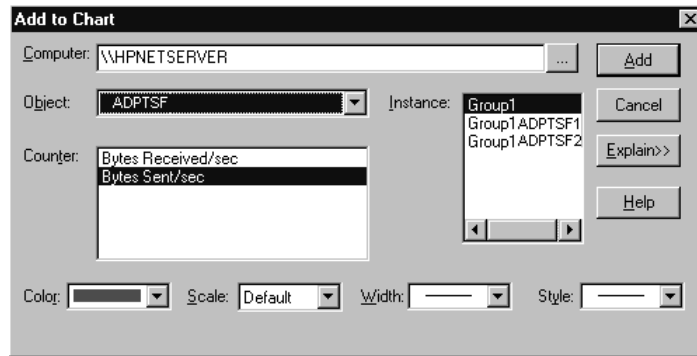 Add to Chart
Computer: \\HPNETSERVER ... Add
Object: ADPTSF Instance: Group1 Cancel
Group1ADPTSF1
Group1ADPTSF2
Counter: Bytes Received/sec Explain>>
Bytes Sent/sec
Help
Color: Scale: Default Width: Style: